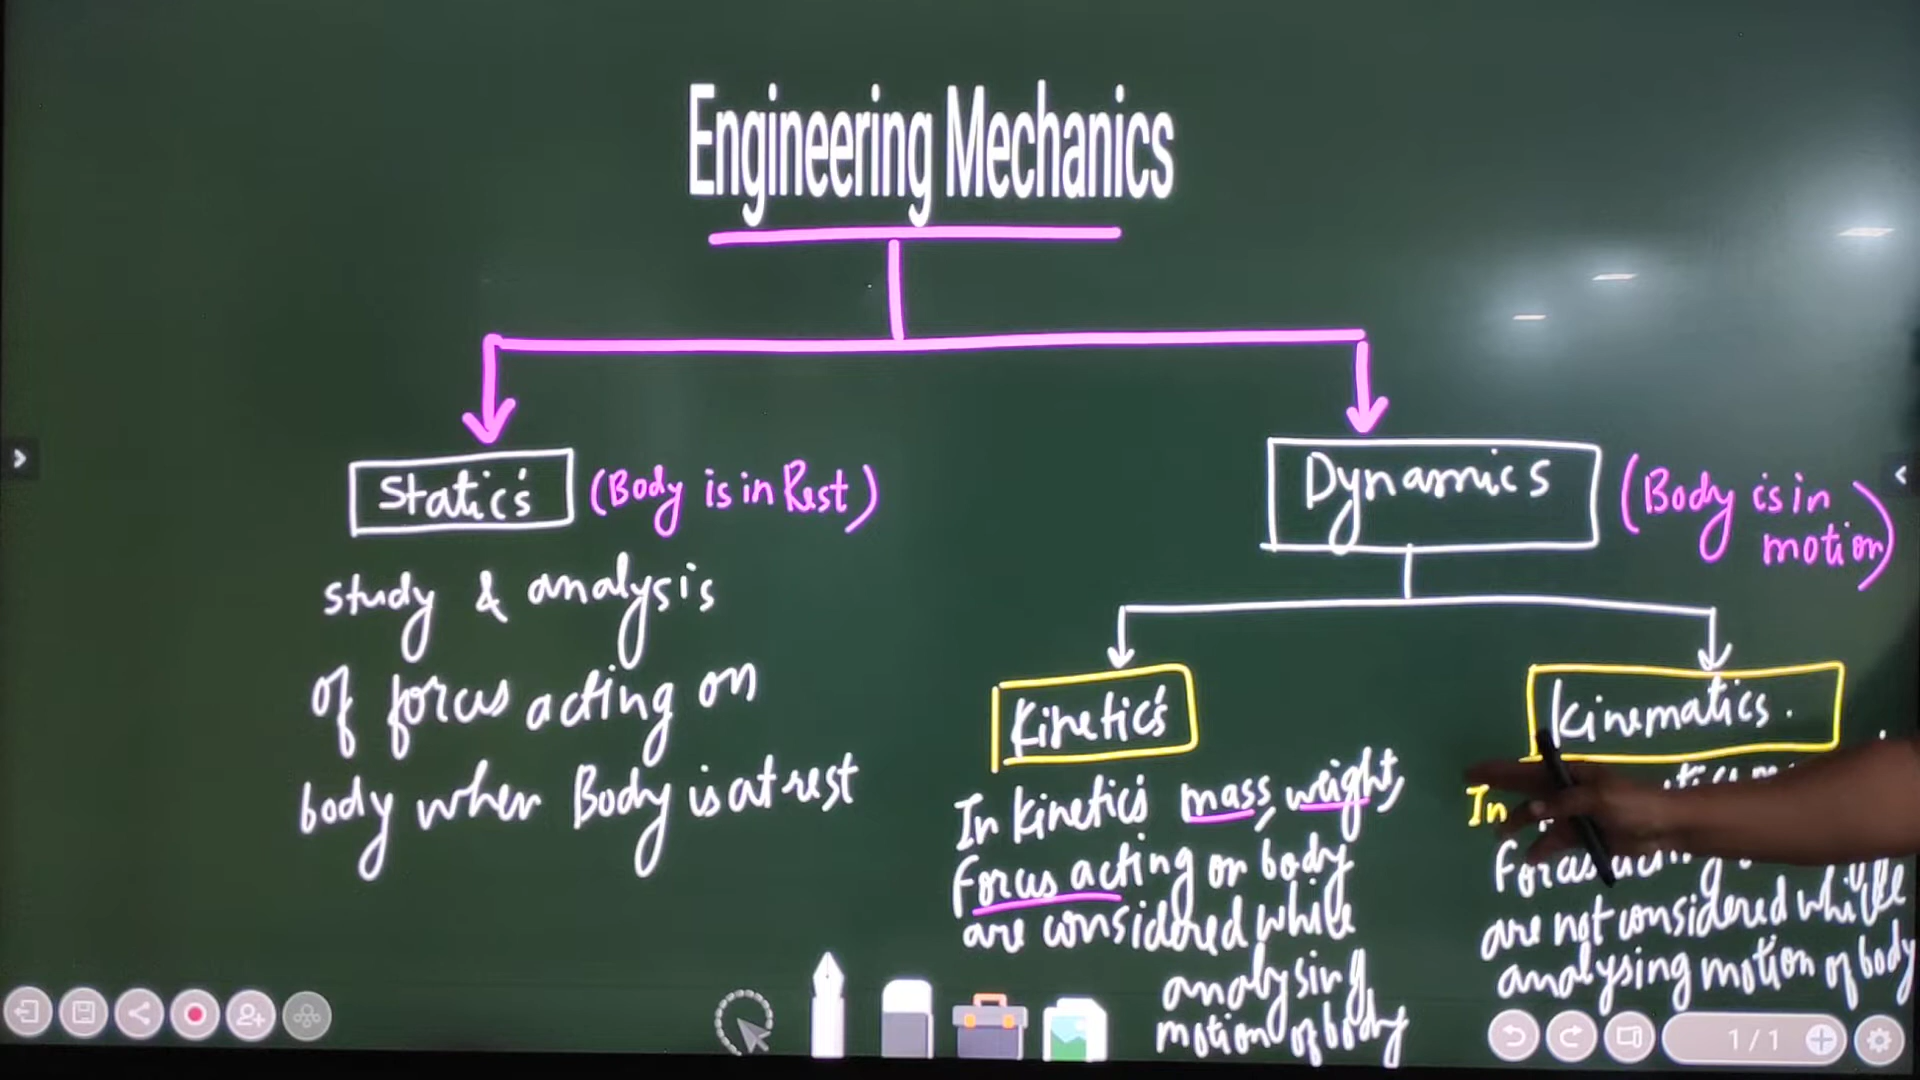 Engineering Mechanics
Statics (Body is in Rest)
study & analysis
of forces acting on
body when Body is at rest
Dynamics (Body is in
motion)
Kinetics
In Kinetics mass, weight,
Forces acting on body
are considered while
analysing
motion of body
Kinematics.
In
Forces acting
are not considered while
analysing motion of body
1/1